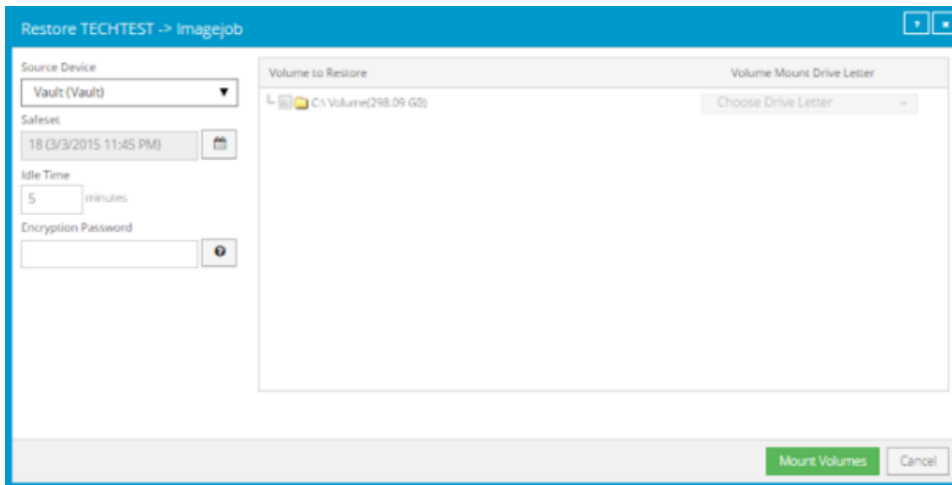 Restore TECHTEST -> Imagejob
? x
Source Device
Vault (Vault)
Safeset
18 (3/3/2015 11:45 PM)
Idle Time
5 minutes
Encryption Password
?
Volume to Restore Volume Mount Drive Letter
C:\ Volume(298.09 GB) Choose Drive Letter
Mount Volumes Cancel